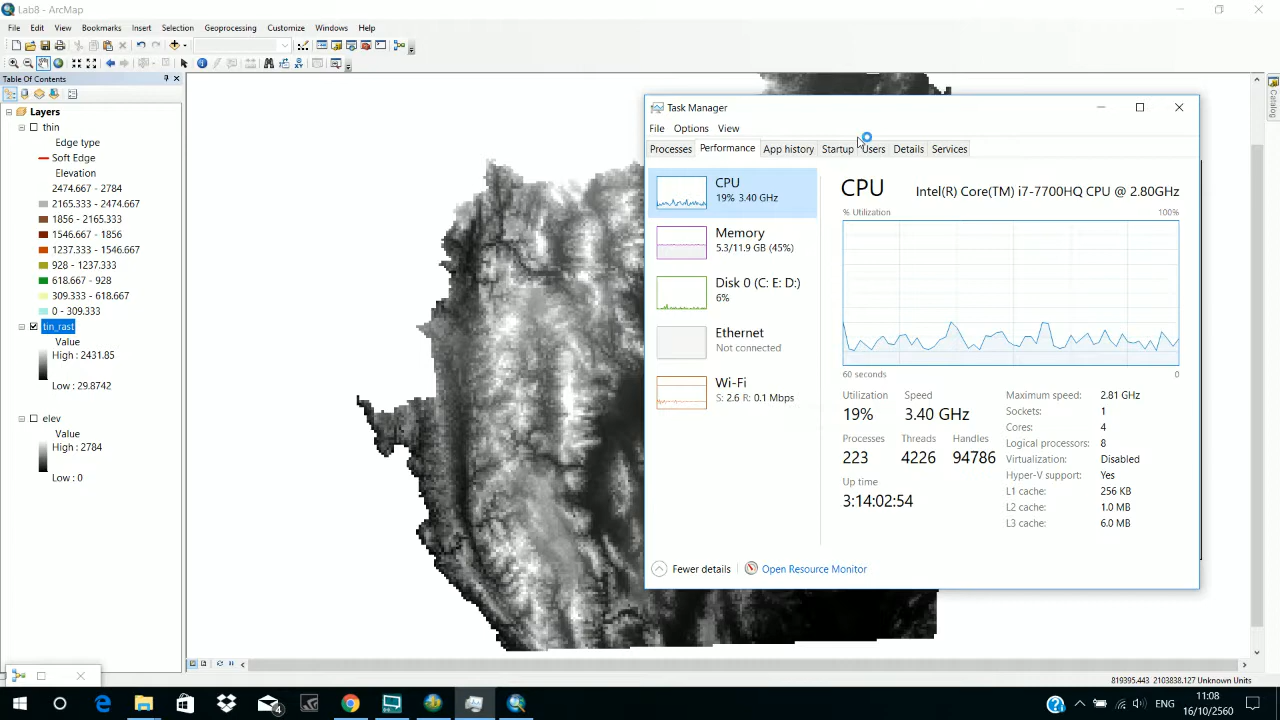 Lab8 - ArcMap
File Edit View Bookmarks Insert Selection Geoprocessing Customize Windows Help
Table Of Contents
Layers
thin
Edge type
Soft Edge
Elevation
2474.667 - 2784
2165.333 - 2474.667
1856 - 2165.333
1546.667 - 1856
1237.333 - 1546.667
928 - 1237.333
618.667 - 928
309.333 - 618.667
0 - 309.333
tin_rast
Value
High : 2431.85
Low : 29.8742
elev
Value
High : 2784
Low : 0
Catalog
Task Manager
File Options View
Processes Performance App history Startup Users Details Services
CPU
19% 3.40 GHz
Memory
5.3/11.9 GB (45%)
Disk 0 (C: E: D:)
6%
Ethernet
Not connected
Wi-Fi
S: 2.6 R: 0.1 Mbps
CPU Intel(R) Core(TM) i7-7700HQ CPU @ 2.80GHz
% Utilization 100%
60 seconds 0
Utilization Speed
19% 3.40 GHz
Processes Threads Handles
223 4226 94786
Up time
3:14:02:54
Maximum speed: 2.81 GHz
Sockets: 1
Cores: 4
Logical processors: 8
Virtualization: Disabled
Hyper-V support: Yes
L1 cache: 256 KB
L2 cache: 1.0 MB
L3 cache: 6.0 MB
Fewer details Open Resource Monitor
819395.443 2103838.127 Unknown Units
ENG
11:08
16/10/2560